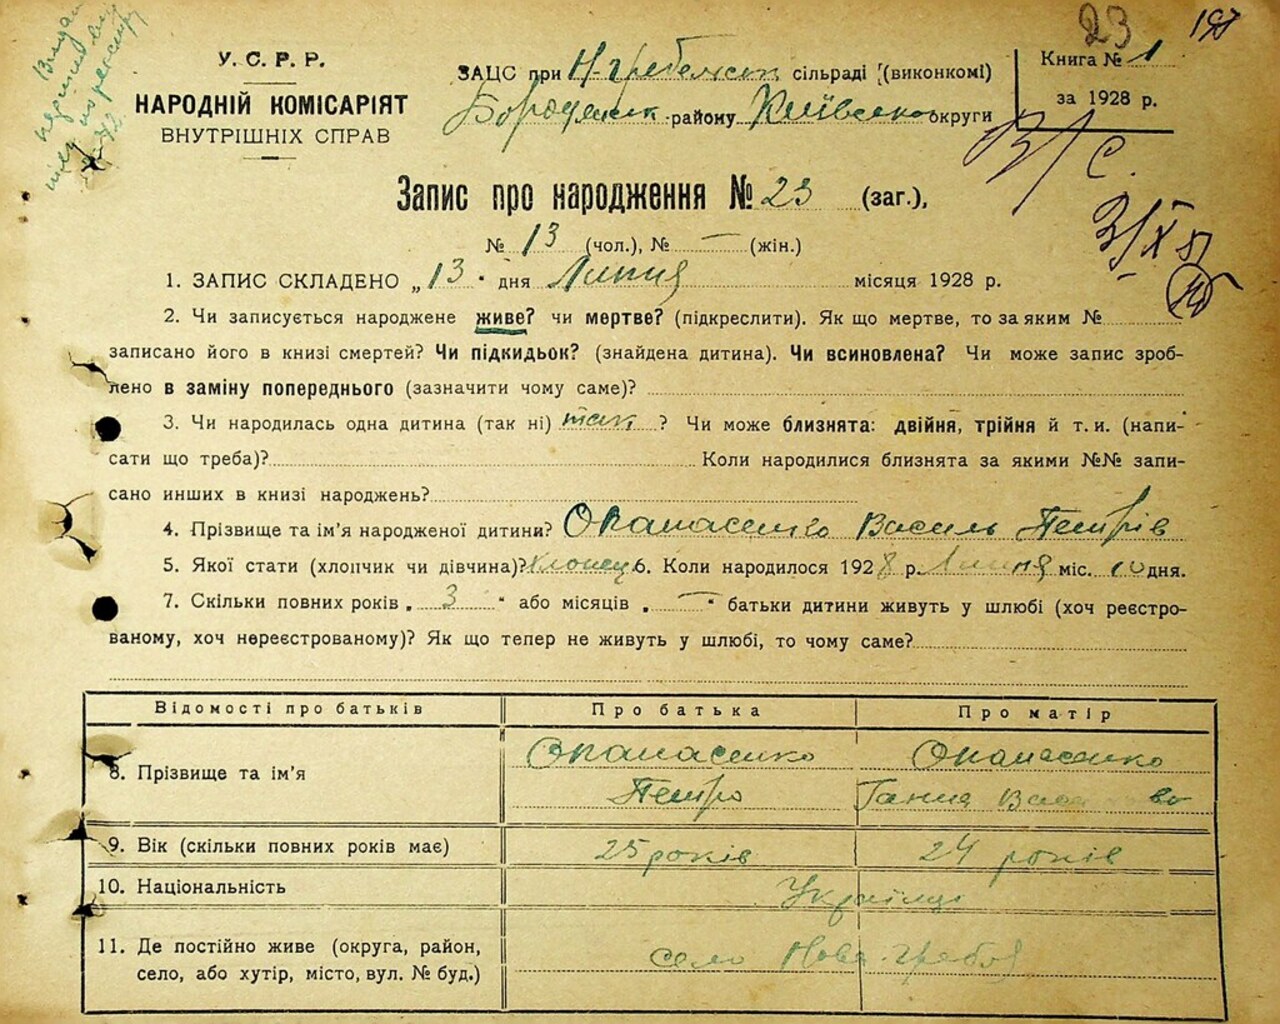 23
У. С. Р. Р.
НАРОДНІЙ КОМІСАРІЯТ
ВНУТРІШНІХ СПРАВ
ЗАЦС при Н-Гребельск сільраді (виконкомі)
Бородянск району Київсько округи
Книга № 1
за 1928 р.
В/С.
3/X 51
Запис про народження № 23 (заг.),
№ 13 (чол.), № — (жін.)
1. ЗАПИС СКЛАДЕНО „13" дня Липня місяця 1928 р.
2. Чи записується народжене живе? чи мертве? (підкреслити). Як що мертве, то за яким №
записано його в книзі смертей? Чи підкидьок? (знайдена дитина). Чи всиновлена? Чи може запис зроб-
лено в заміну попереднього (зазначити чому саме)?
3. Чи народилась одна дитина (так ні) так ? Чи може близнята: двійня, трійня й т. и. (напи-
сати що треба)? Коли народилися близнята за якими №№ запи-
сано инших в книзі народжень?
4. Прізвище та ім'я народженої дитини? Опанасенко Василь Петрів
5. Якої стати (хлопчик чи дівчина)? Хлопець 6. Коли народилося 1928 р. Липня міс. 10 дня.
7. Скільки повних років „ 3 " або місяців „ — " батьки дитини живуть у шлюбі (хоч реєстро-
ваному, хоч нереєстрованому)? Як що тепер не живуть у шлюбі, то чому саме?
Відомості про батьків Про батька Про матір
8. Прізвище та ім'я Опанасенко Петро Опанасенко Ганна
9. Вік (скільки повних років має) 25 років 24 років
10. Національність Українці
11. Де постійно живе (округа, район,
село, або хутір, місто, вул. № буд.) село Нова-Гребля